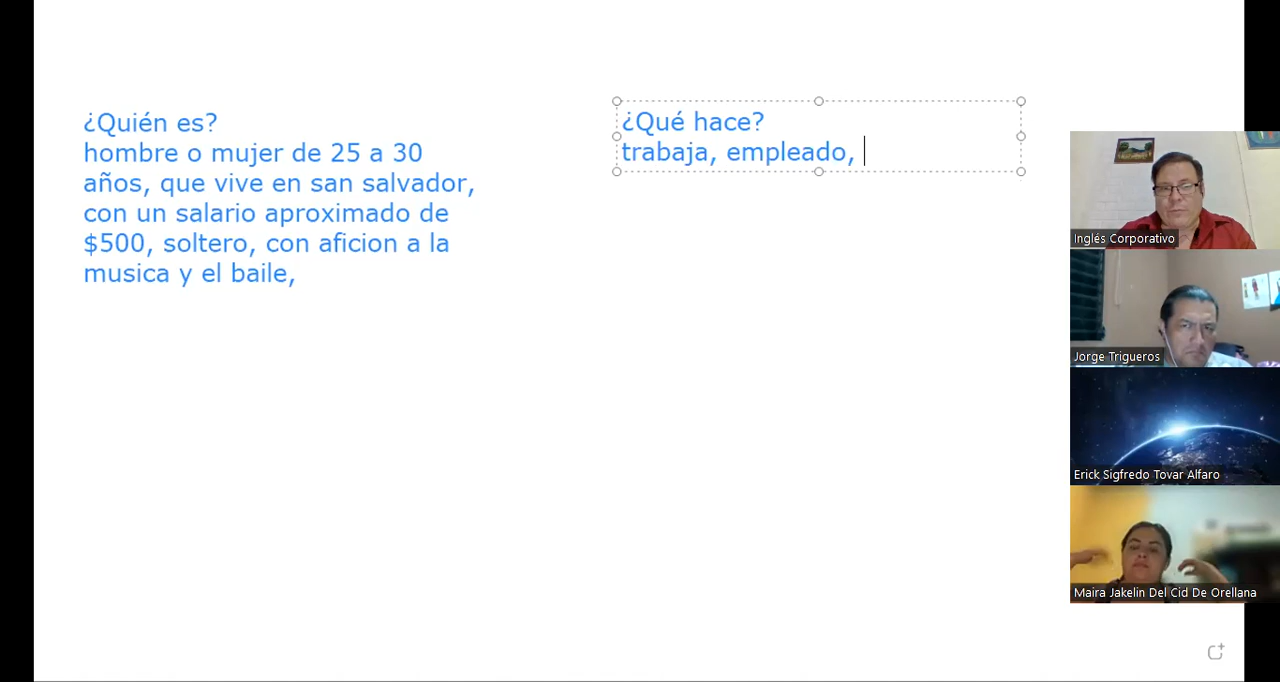 ¿Quién es?
hombre o mujer de 25 a 30
años, que vive en san salvador,
con un salario aproximado de
$500, soltero, con aficion a la
musica y el baile,
¿Qué hace?
trabaja, empleado,
Inglés Corporativo
Jorge Trigueros
Erick Sigfredo Tovar Alfaro
Maira Jakelin Del Cid De Orellana